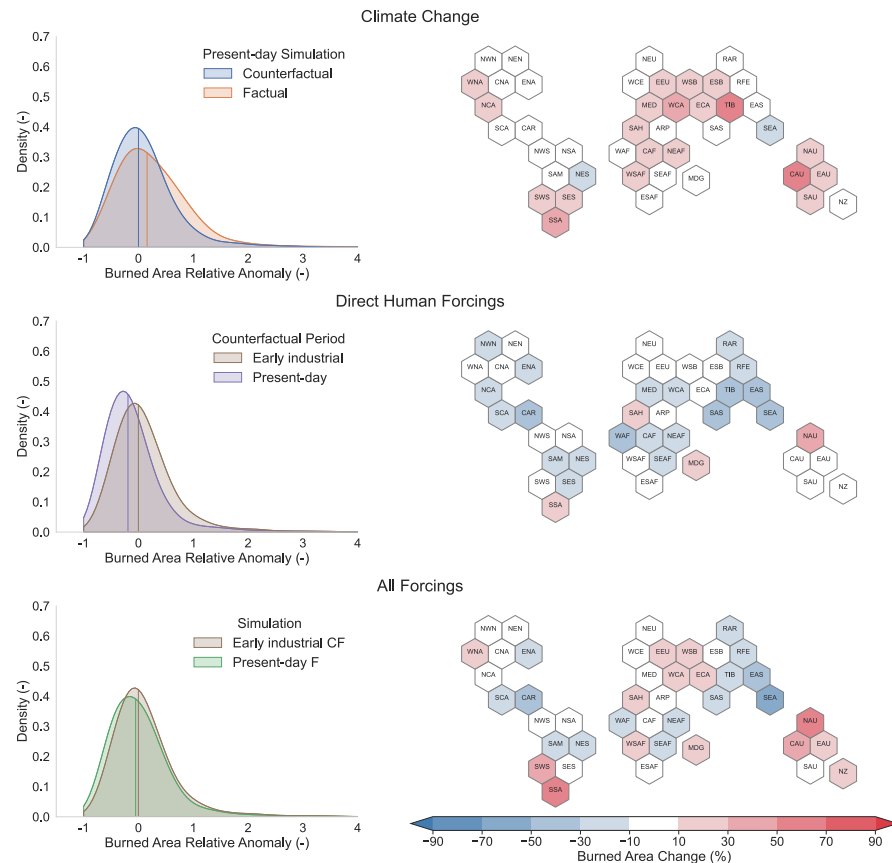 Climate Change
0.7
0.6
0.5
0.4
0.3
0.2
0.1
0.0
Density (-)
Present-day Simulation
Counterfactual
Factual
-1 0 1 2 3 4
Burned Area Relative Anomaly (-)
NWN NEN
WNA CNA ENA
NCA
SCA CAR
NWS NSA
SAM NES
SWS SES
SSA
NEU RAR
WCE EEU WSB ESB RFE
MED WCA ECA TIB EAS
SAH ARP SAS SEA
WAF CAF NEAF
WSAF SEAF MDG
ESAF
NAU
CAU EAU
SAU NZ
Direct Human Forcings
0.7
0.6
0.5
0.4
0.3
0.2
0.1
0.0
Density (-)
Counterfactual Period
Early industrial
Present-day
-1 0 1 2 3 4
Burned Area Relative Anomaly (-)
NWN NEN
WNA CNA ENA
NCA
SCA CAR
NWS NSA
SAM NES
SWS SES
SSA
NEU RAR
WCE EEU WSB ESB RFE
MED WCA ECA TIB EAS
SAH ARP SAS SEA
WAF CAF NEAF
WSAF SEAF MDG
ESAF
NAU
CAU EAU
SAU NZ
All Forcings
0.7
0.6
0.5
0.4
0.3
0.2
0.1
0.0
Density (-)
Simulation
Early industrial CF
Present-day F
-1 0 1 2 3 4
Burned Area Relative Anomaly (-)
NWN NEN
WNA CNA ENA
NCA
SCA CAR
NWS NSA
SAM NES
SWS SES
SSA
NEU RAR
WCE EEU WSB ESB RFE
MED WCA ECA TIB EAS
SAH ARP SAS SEA
WAF CAF NEAF
WSAF SEAF MDG
ESAF
NAU
CAU EAU
SAU NZ
−90 −70 −50 −30 −10 10 30 50 70 90
Burned Area Change (%)